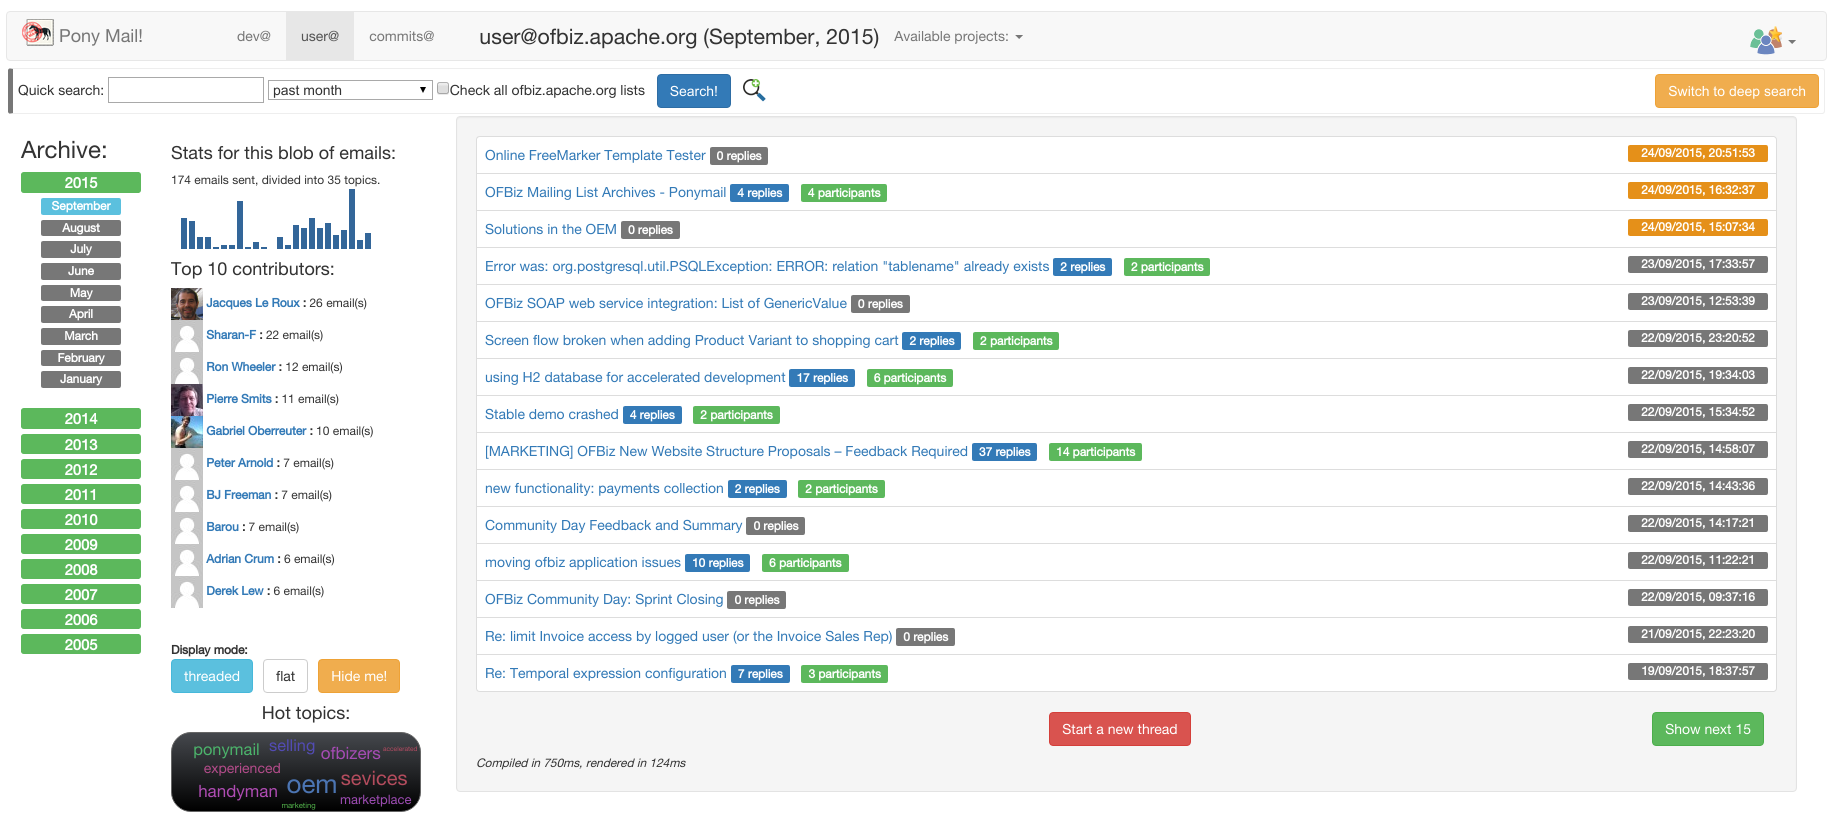 Pony Mail!
dev@
user@
commits@
user@ofbiz.apache.org (September, 2015)
Available projects:
Quick search:
past month
Check all ofbiz.apache.org lists
Search!
Switch to deep search
Archive:
2015
September
August
July
June
May
April
March
February
January
2014
2013
2012
2011
2010
2009
2008
2007
2006
2005
Stats for this blob of emails:
174 emails sent, divided into 35 topics.
Top 10 contributors:
Jacques Le Roux : 26 email(s)
Sharan-F : 22 email(s)
Ron Wheeler : 12 email(s)
Pierre Smits : 11 email(s)
Gabriel Oberreuter : 10 email(s)
Peter Arnold : 7 email(s)
BJ Freeman : 7 email(s)
Barou : 7 email(s)
Adrian Crum : 6 email(s)
Derek Lew : 6 email(s)
Display mode:
threaded
flat
Hide me!
Hot topics:
ponymail
selling
ofbizers
accelerated
experienced
oem
sevices
handyman
marketing
marketplace
Online FreeMarker Template Tester 0 replies 24/09/2015, 20:51:53
OFBiz Mailing List Archives - Ponymail 4 replies 4 participants 24/09/2015, 16:32:37
Solutions in the OEM 0 replies 24/09/2015, 15:07:34
Error was: org.postgresql.util.PSQLException: ERROR: relation "tablename" already exists 2 replies 2 participants 23/09/2015, 17:33:57
OFBiz SOAP web service integration: List of GenericValue 0 replies 23/09/2015, 12:53:39
Screen flow broken when adding Product Variant to shopping cart 2 replies 2 participants 22/09/2015, 23:20:52
using H2 database for accelerated development 17 replies 6 participants 22/09/2015, 19:34:03
Stable demo crashed 4 replies 2 participants 22/09/2015, 15:34:52
[MARKETING] OFBiz New Website Structure Proposals – Feedback Required 37 replies 14 participants 22/09/2015, 14:58:07
new functionality: payments collection 2 replies 2 participants 22/09/2015, 14:43:36
Community Day Feedback and Summary 0 replies 22/09/2015, 14:17:21
moving ofbiz application issues 10 replies 6 participants 22/09/2015, 11:22:21
OFBiz Community Day: Sprint Closing 0 replies 22/09/2015, 09:37:16
Re: limit Invoice access by logged user (or the Invoice Sales Rep) 0 replies 21/09/2015, 22:23:20
Re: Temporal expression configuration 7 replies 3 participants 19/09/2015, 18:37:57
Start a new thread
Show next 15
Compiled in 750ms, rendered in 124ms